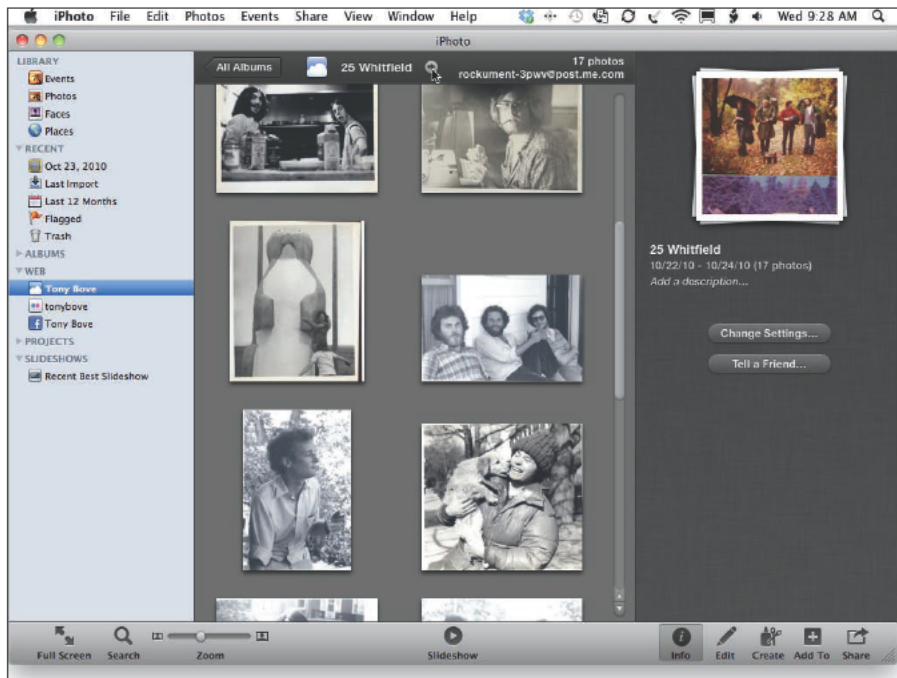 iPhoto File Edit Photos Events Share View Window Help Wed 9:28 AM
iPhoto
LIBRARY
Events
Photos
Faces
Places
RECENT
Oct 23, 2010
Last Import
Last 12 Months
Flagged
Trash
ALBUMS
WEB
Tony Bove
tonybove
Tony Bove
PROJECTS
SLIDESHOWS
Recent Best Slideshow
All Albums 25 Whitfield 17 photos
rockument-3pwv@post.me.com
25 Whitfield
10/22/10 - 10/24/10 (17 photos)
Add a description...
Change Settings...
Tell a Friend...
Full Screen Search Zoom Slideshow Info Edit Create Add To Share